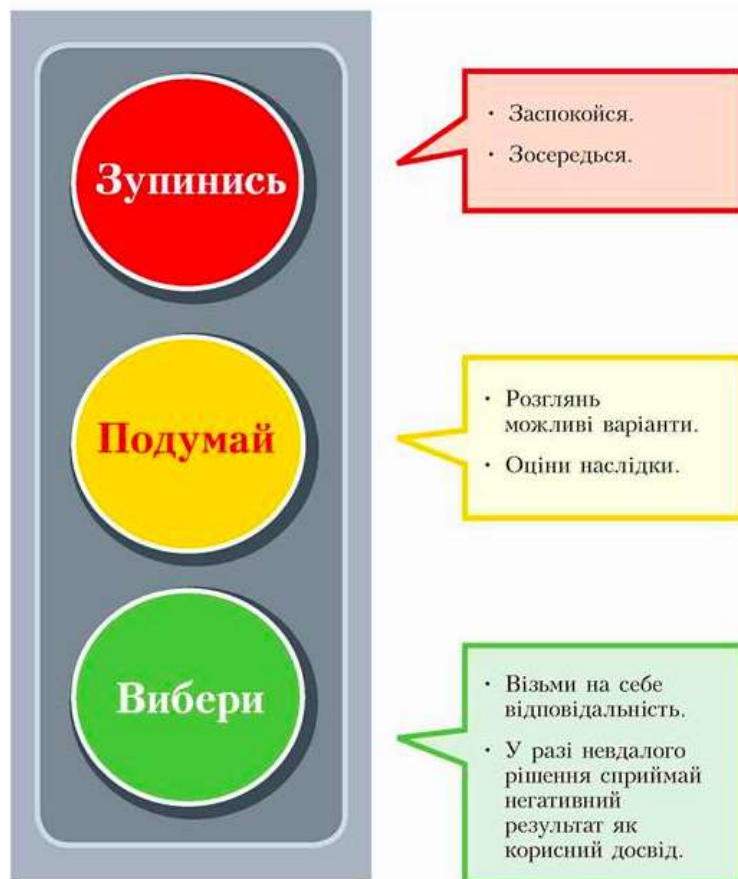 Зупинись
· Заспокойся.
· Зосередься.
Подумай
· Розглянь
можливі варіанти.
· Оціни наслідки.
Вибери
· Візьми на себе
відповідальність.
· У разі невдалого
рішення сприймай
негативний
результат як
корисний досвід.